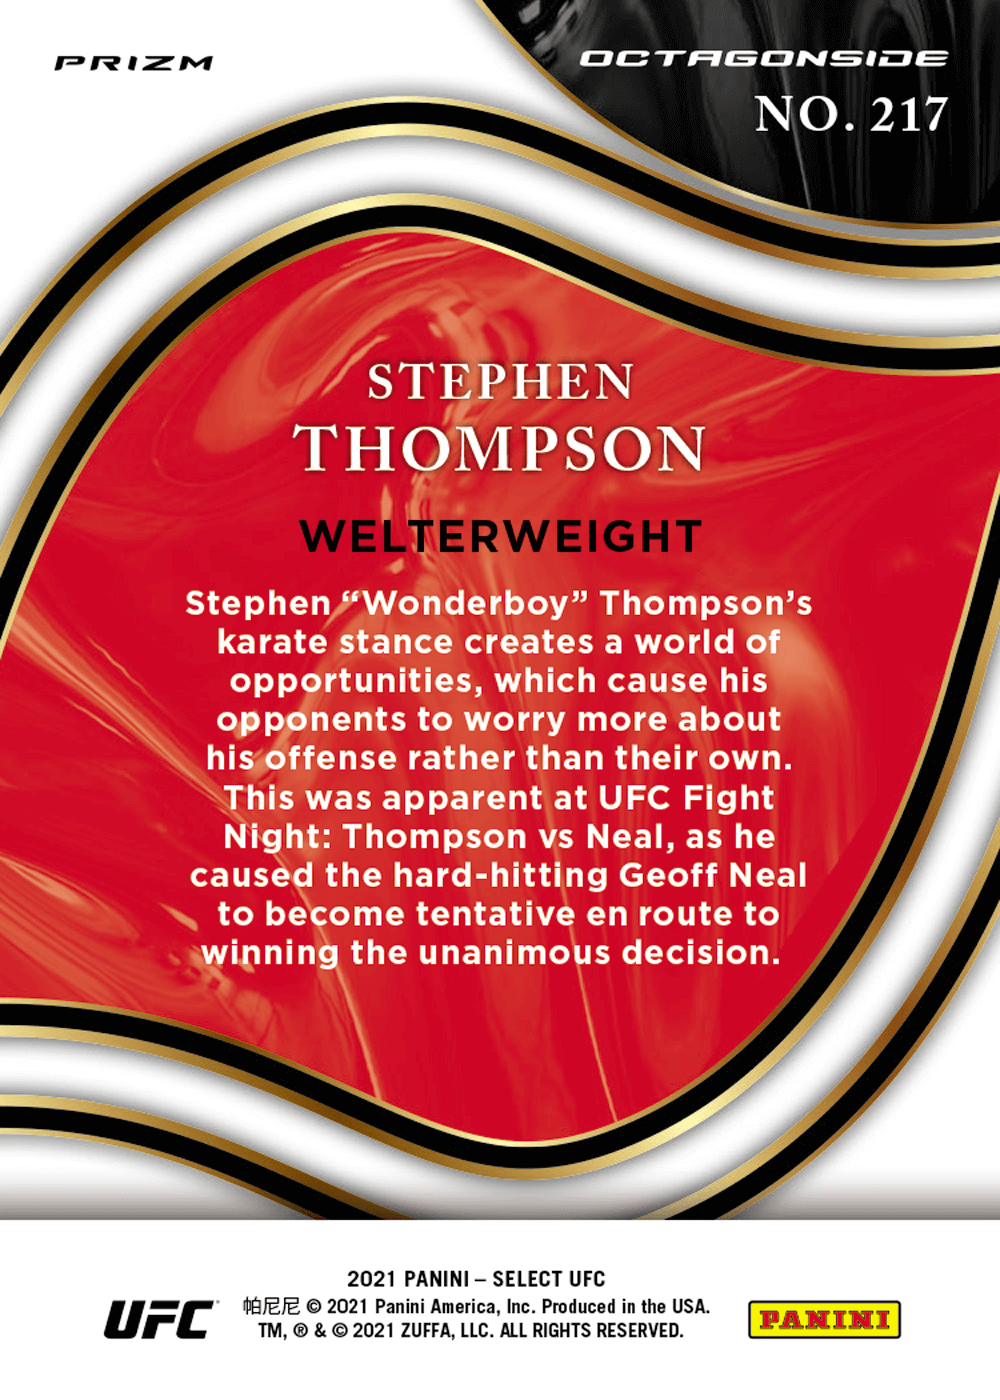 PRIZM
OCTAGONSIDE
NO. 217
STEPHEN
THOMPSON
WELTERWEIGHT
Stephen “Wonderboy” Thompson’s
karate stance creates a world of
opportunities, which cause his
opponents to worry more about
his offense rather than their own.
This was apparent at UFC Fight
Night: Thompson vs Neal, as he
caused the hard-hitting Geoff Neal
to become tentative en route to
winning the unanimous decision.
2021 PANINI – SELECT UFC
帕尼尼 © 2021 Panini America, Inc. Produced in the USA.
TM, ® & © 2021 ZUFFA, LLC. ALL RIGHTS RESERVED.
UFC
PANINI